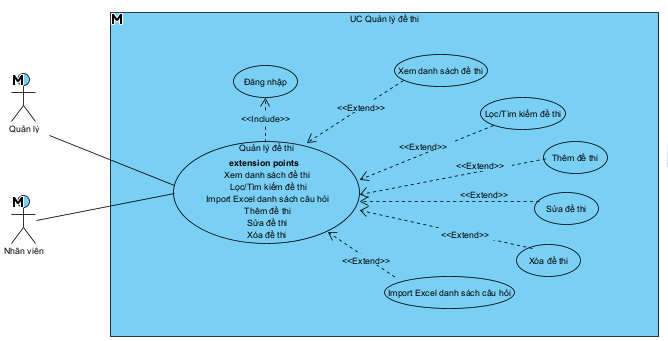 UC Quản lý đề thi
M
Xem danh sách đề thi
Đăng nhập
M
<<Extend>>
Lọc/Tìm kiếm đề thi
<<Include>>
Quản lý
<<Extend>>
Quản lý đề thi
extension points
Xem danh sách đề thi
Lọc/Tìm kiếm đề thi
Import Excel danh sách câu hỏi
Thêm đề thi
Sửa đề thi
Xóa đề thi
Thêm đề thi
<<Extend>>
<<Extend>>
Sửa đề thi
M
Nhân viên
<<Extend>>
Xóa đề thi
<<Extend>>
Import Excel danh sách câu hỏi